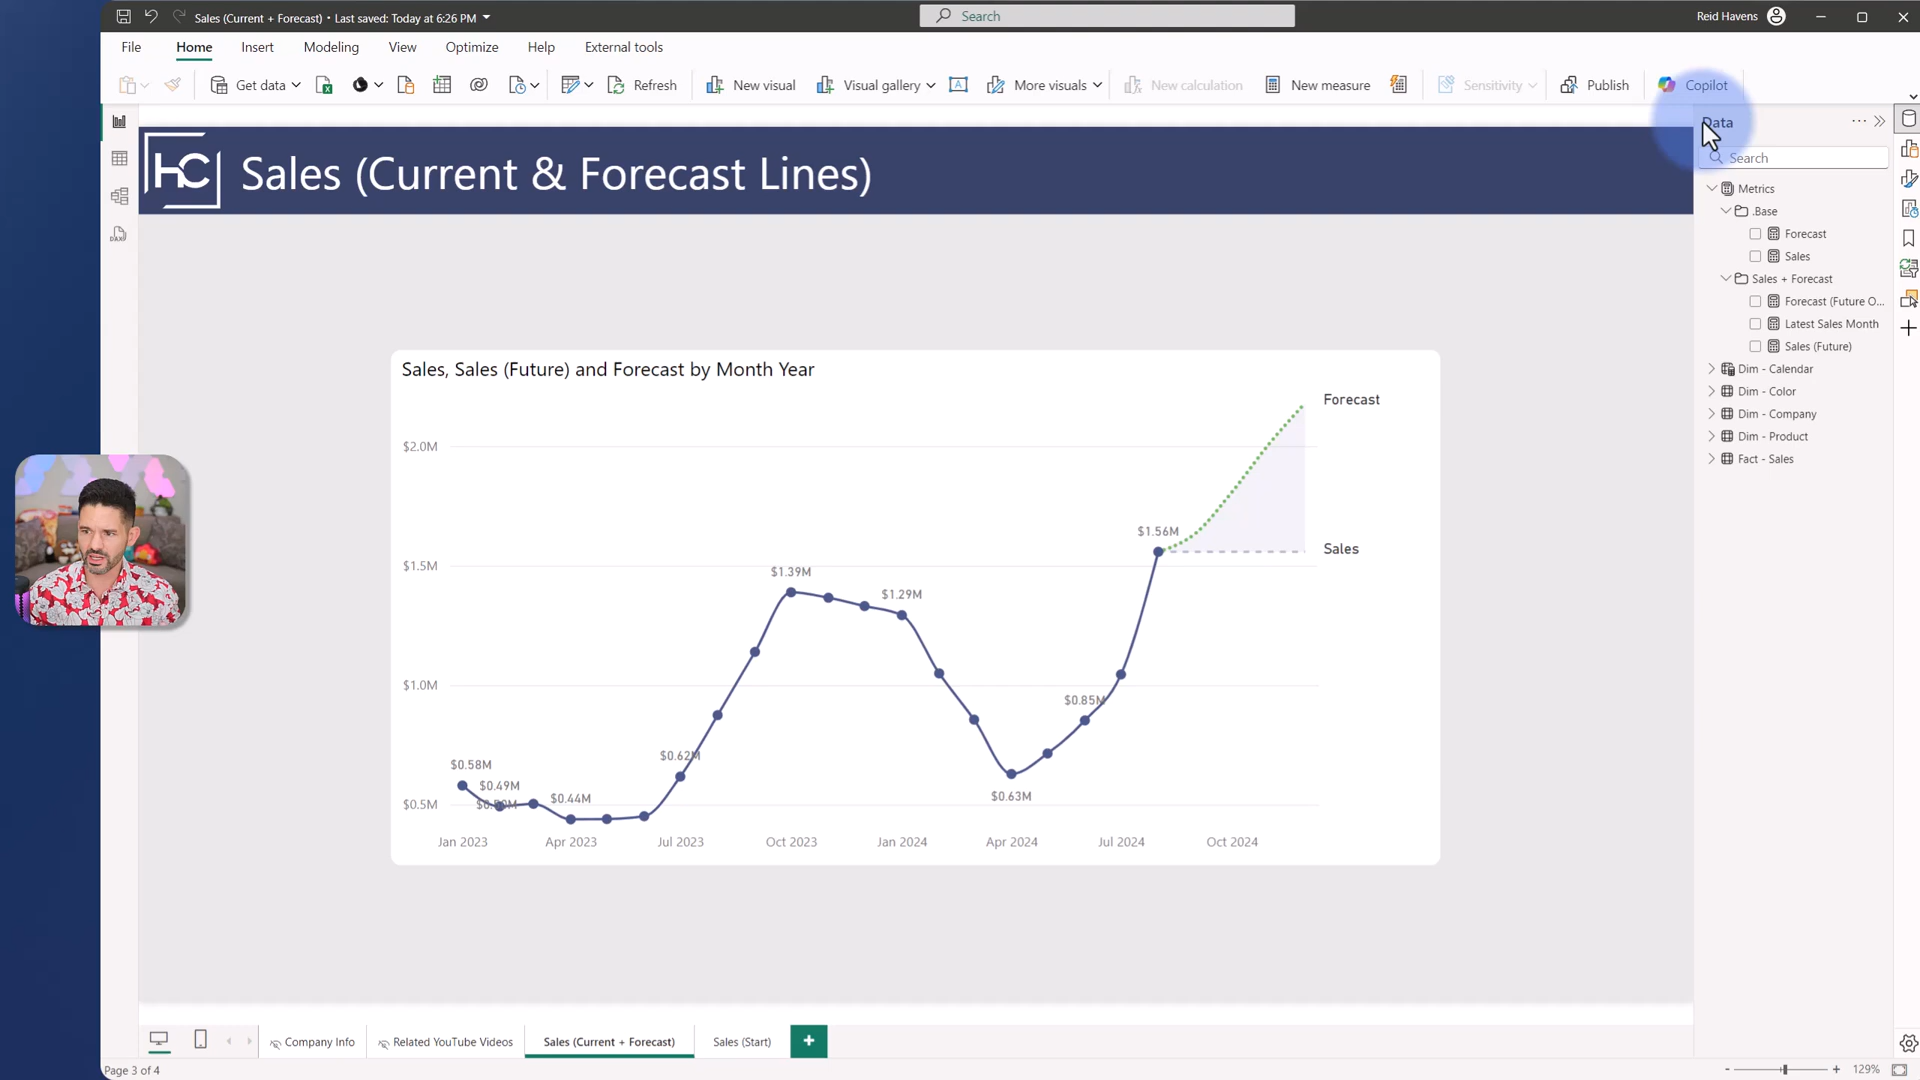 Sales (Current + Forecast) • Last saved: Today at 6:26 PM
Search
Reid Havens
File Home Insert Modeling View Optimize Help External tools
Get data Refresh New visual Visual gallery More visuals New calculation New measure Sensitivity Publish Copilot
HC Sales (Current & Forecast Lines)
Data
Search
Metrics
.Base
Forecast
Sales
Sales + Forecast
Forecast (Future O...
Latest Sales Month
Sales (Future)
Dim - Calendar
Dim - Color
Dim - Company
Dim - Product
Fact - Sales
DAX
Sales, Sales (Future) and Forecast by Month Year
Forecast
$2.0M
$1.56M
Sales
$1.5M
$1.39M
$1.29M
$1.0M
$0.85M
$0.62M
$0.58M
$0.49M
$0.44M
$0.63M
$0.5M
Jan 2023 Apr 2023 Jul 2023 Oct 2023 Jan 2024 Apr 2024 Jul 2024 Oct 2024
Company Info Related YouTube Videos Sales (Current + Forecast) Sales (Start)
Page 3 of 4
129%